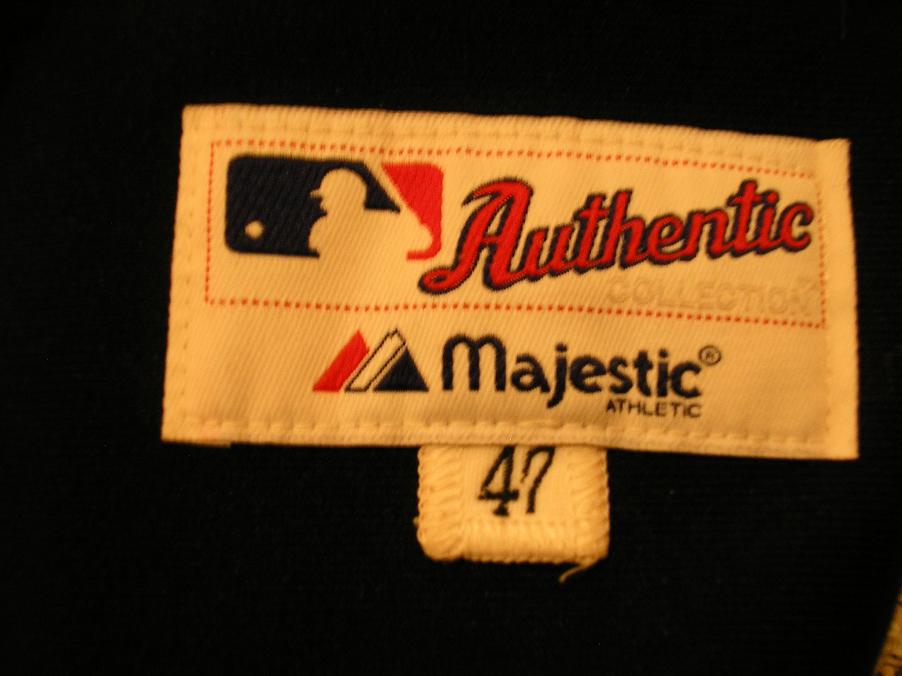 Authentic
COLLECTION
Majestic®
ATHLETIC
47